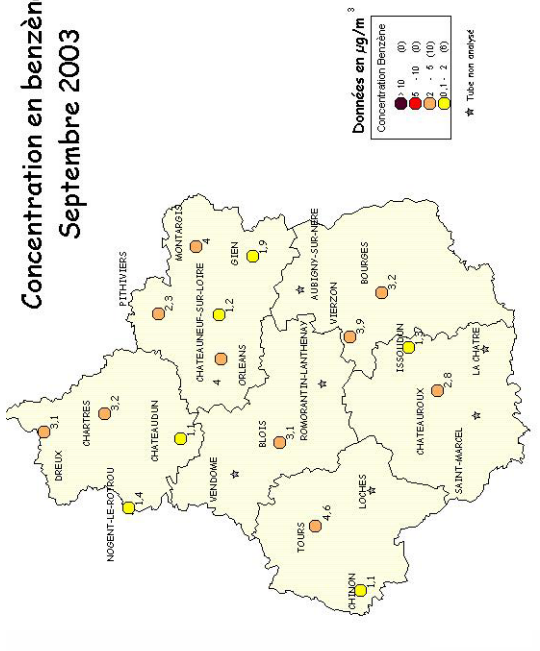 Concentration en benzèn
Septembre 2003
Données en µg/m 3
Concentration Benzène
> 10 (0)
5 - 10 (0)
2 - 5 (10)
0,1 - 2 (6)
Tube non analysé
DREUX
3,1
CHARTRES
3,2
NOGENT-LE-ROTROU
1,4
CHATEAUDUN
1,1
PITHIVIERS
2,3
MONTARGIS
4
CHATEAUNEUF-SUR-LOIRE
1,2
GIEN
1,9
ORLEANS
4
VENDOME
BLOIS
3,1
ROMORANTIN-LANTHENAY
AUBIGNY-SUR-NERE
VIERZON
3,9
BOURGES
3,2
TOURS
4,6
LOCHES
CHINON
1,1
ISSOUDUN
1,37
CHATEAUROUX
2,8
SAINT-MARCEL
LA CHATRE